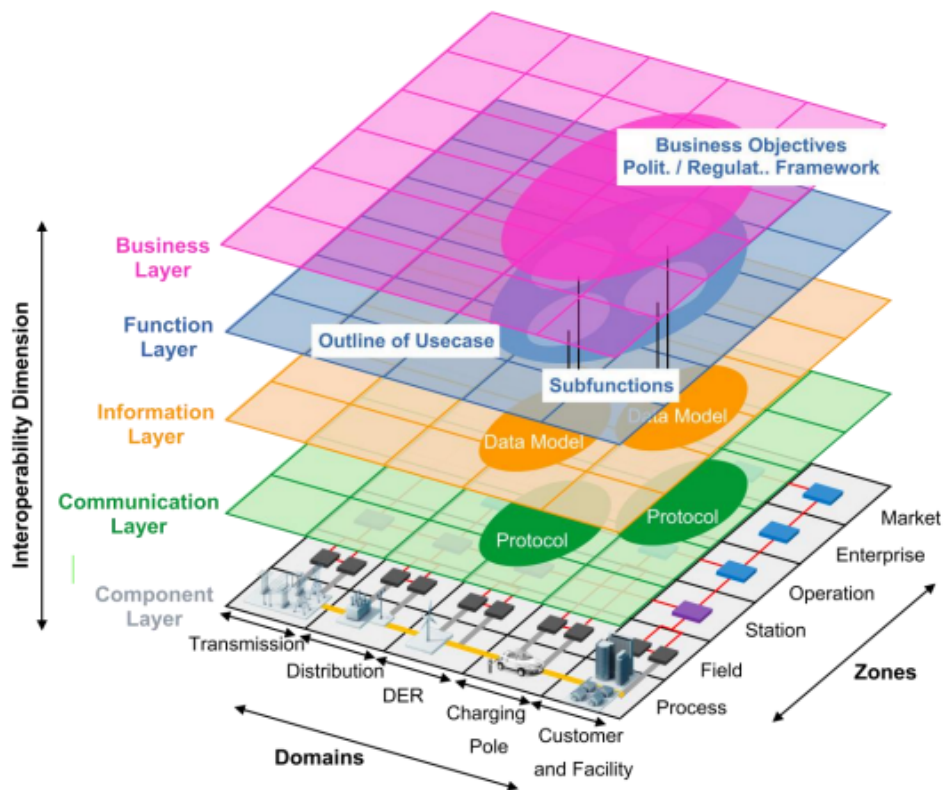 Business Objectives
Polit. / Regulat.. Framework
Business
Layer
Function
Layer
Outline of Usecase
Subfunctions
Information
Layer
Data Model
Data Model
Communication
Layer
Protocol
Protocol
Component
Layer
Interoperability Dimension
Market
Enterprise
Operation
Station
Field
Process
Zones
Transmission
Distribution
DER
Charging
Pole
Customer
and Facility
Domains